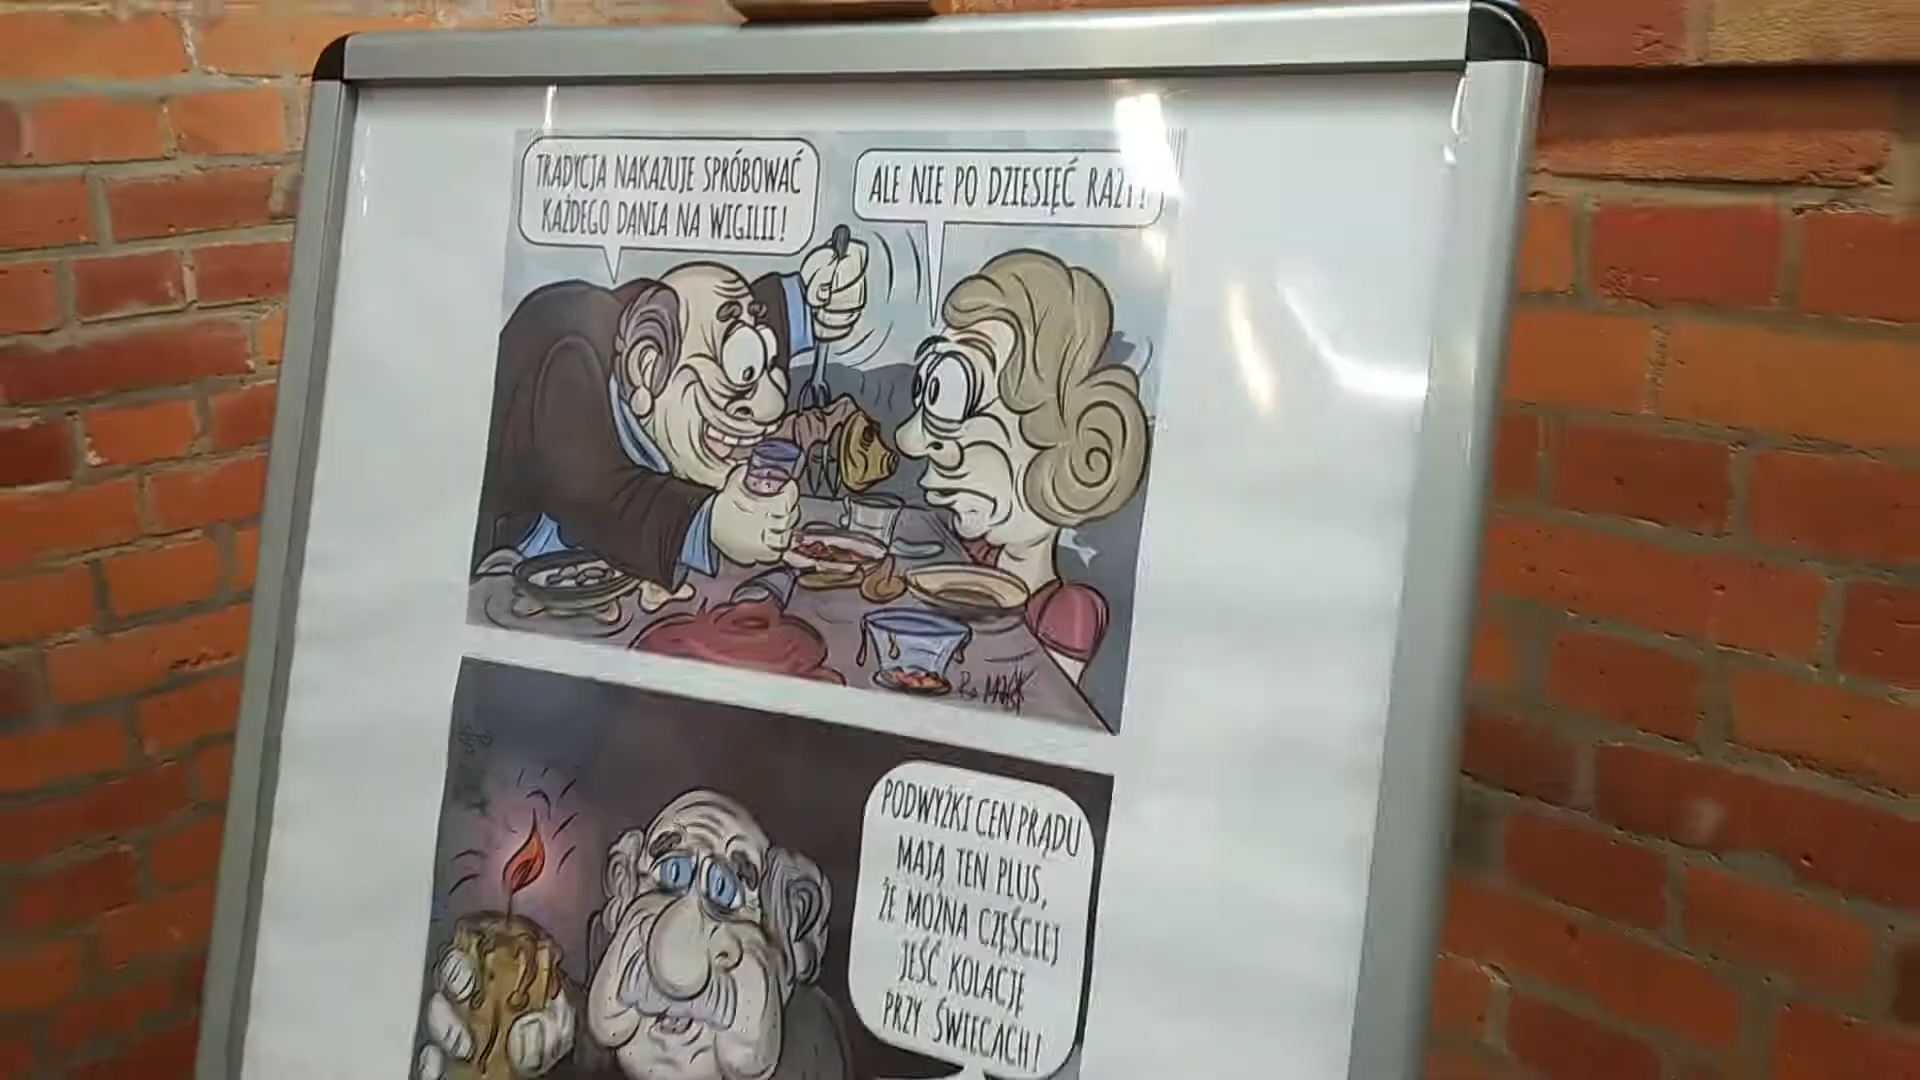 TRADYCJA NAKAZUJE SPRÓBOWAĆ
KAŻDEGO DANIA NA WIGILII!
ALE NIE PO DZIESIĘĆ RAZY!
PODWYŻKI CEN PRĄDU
MAJĄ TEN PLUS,
ŻE MOŻNA CZĘŚCIEJ
JEŚĆ KOLACJĘ
PRZY ŚWIECACH!